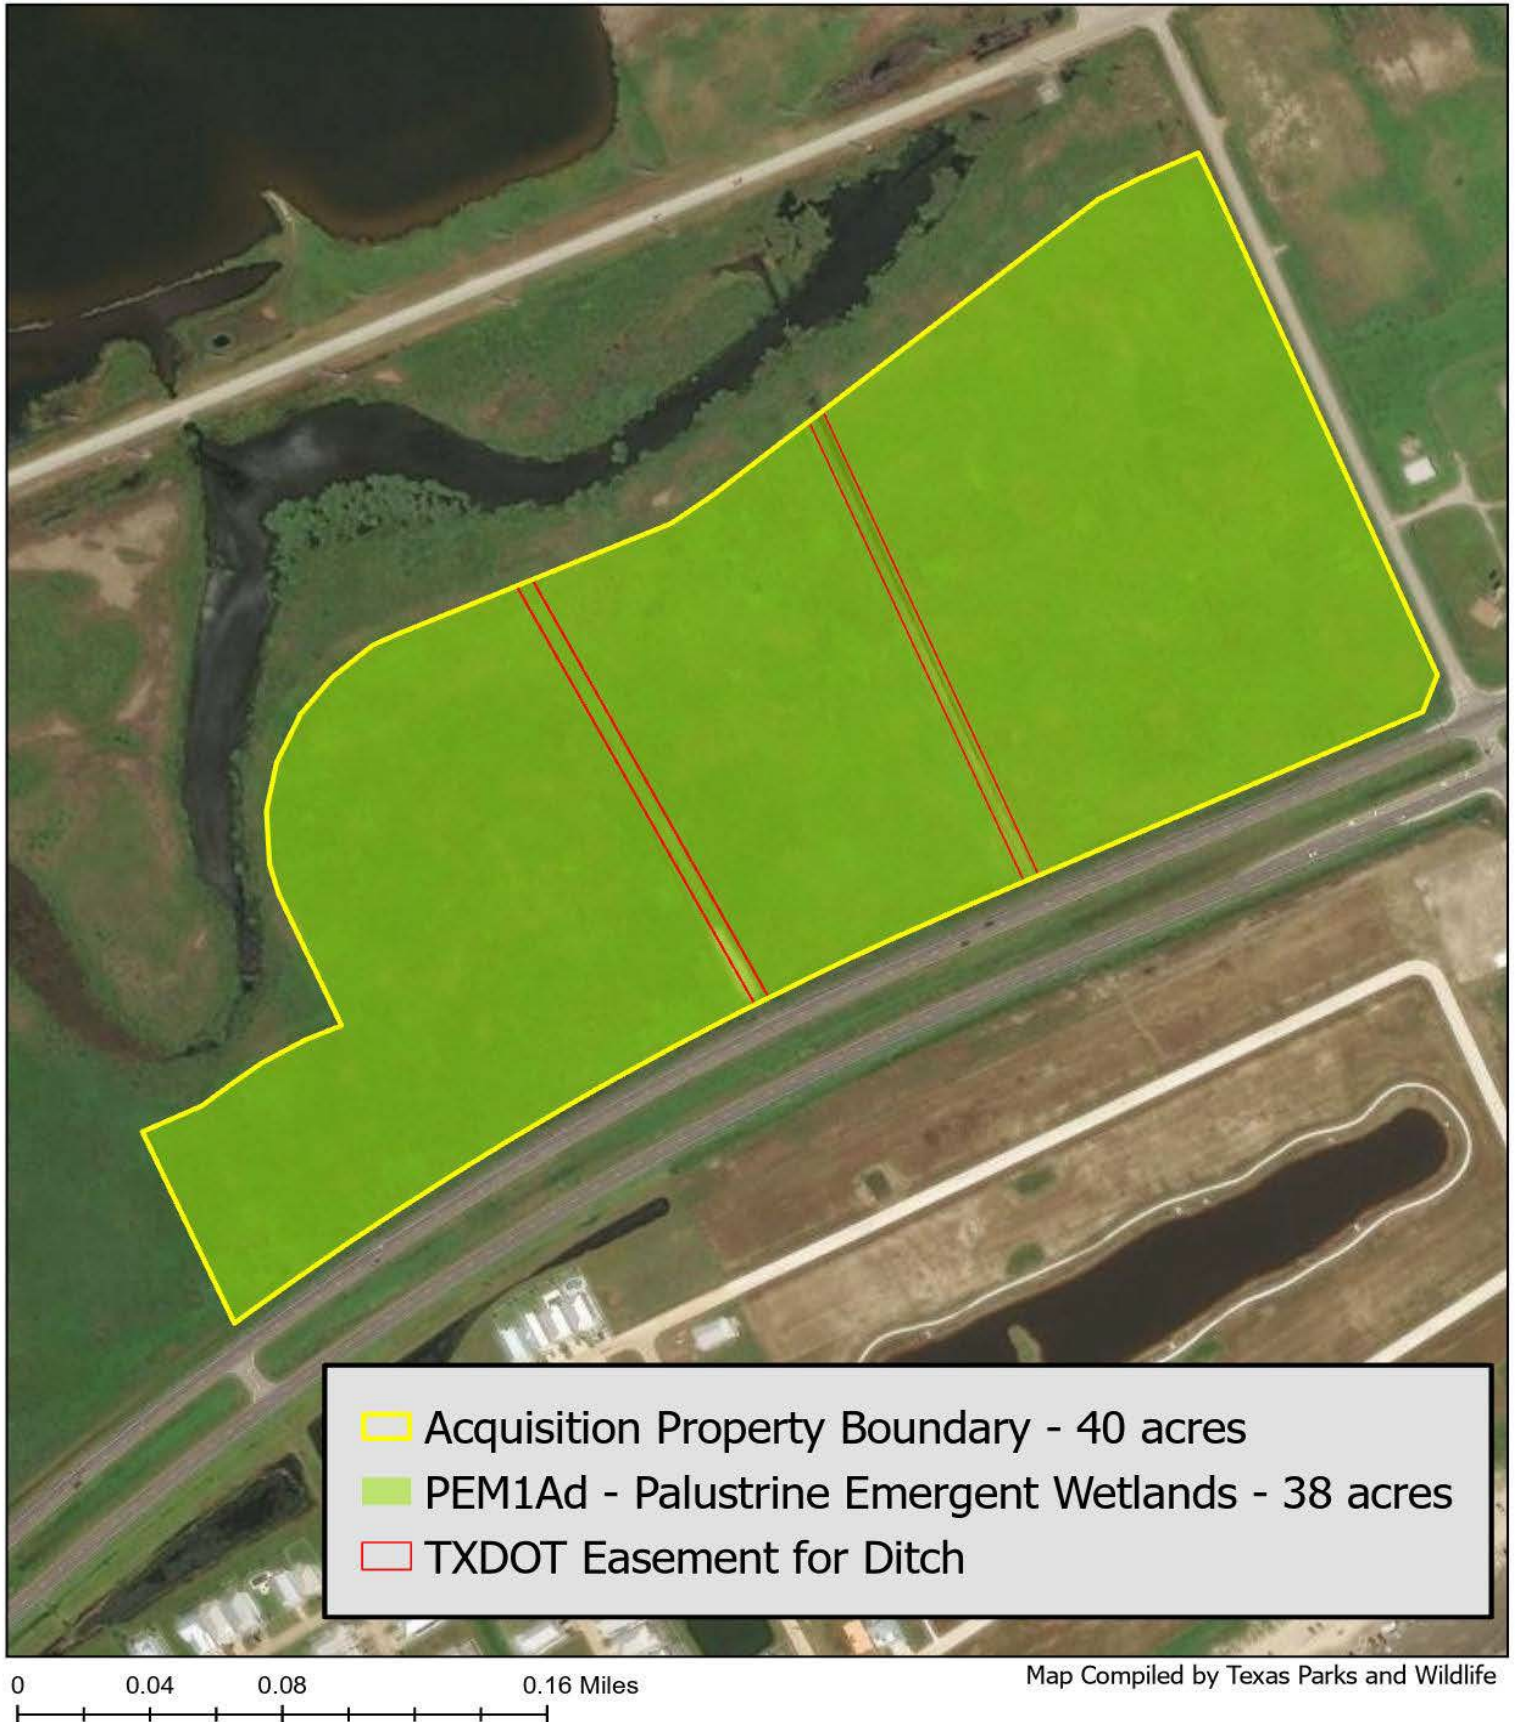 Acquisition Property Boundary - 40 acres
PEM1Ad - Palustrine Emergent Wetlands - 38 acres
TXDOT Easement for Ditch
Map Compiled by Texas Parks and Wildlife
0 0.04 0.08 0.16 Miles